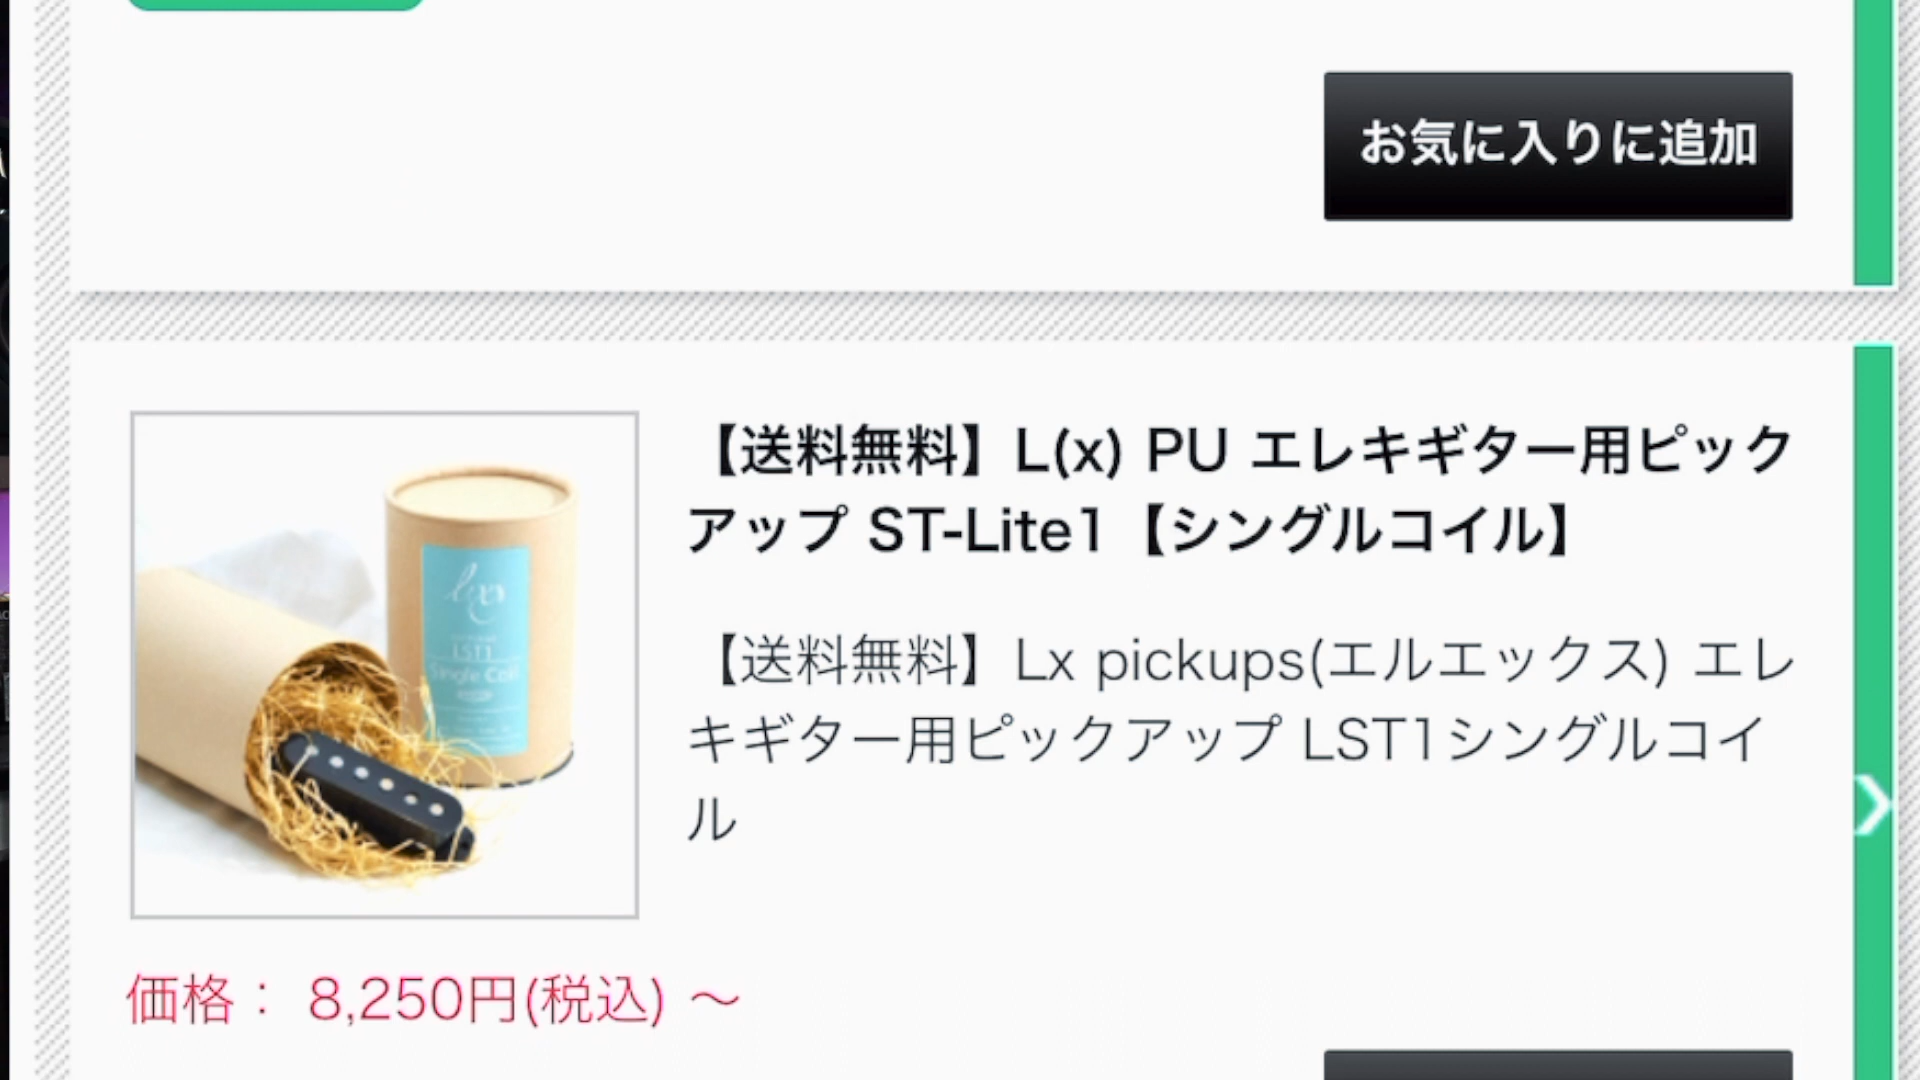 お気に入りに追加
【送料無料】L(x) PU エレキギター用ピック
アップ ST-Lite1【シングルコイル】
【送料無料】Lx pickups(エルエックス) エレ
キギター用ピックアップ LST1シングルコイ
ル
LST1
Single Coil
価格： 8,250円(税込) ～